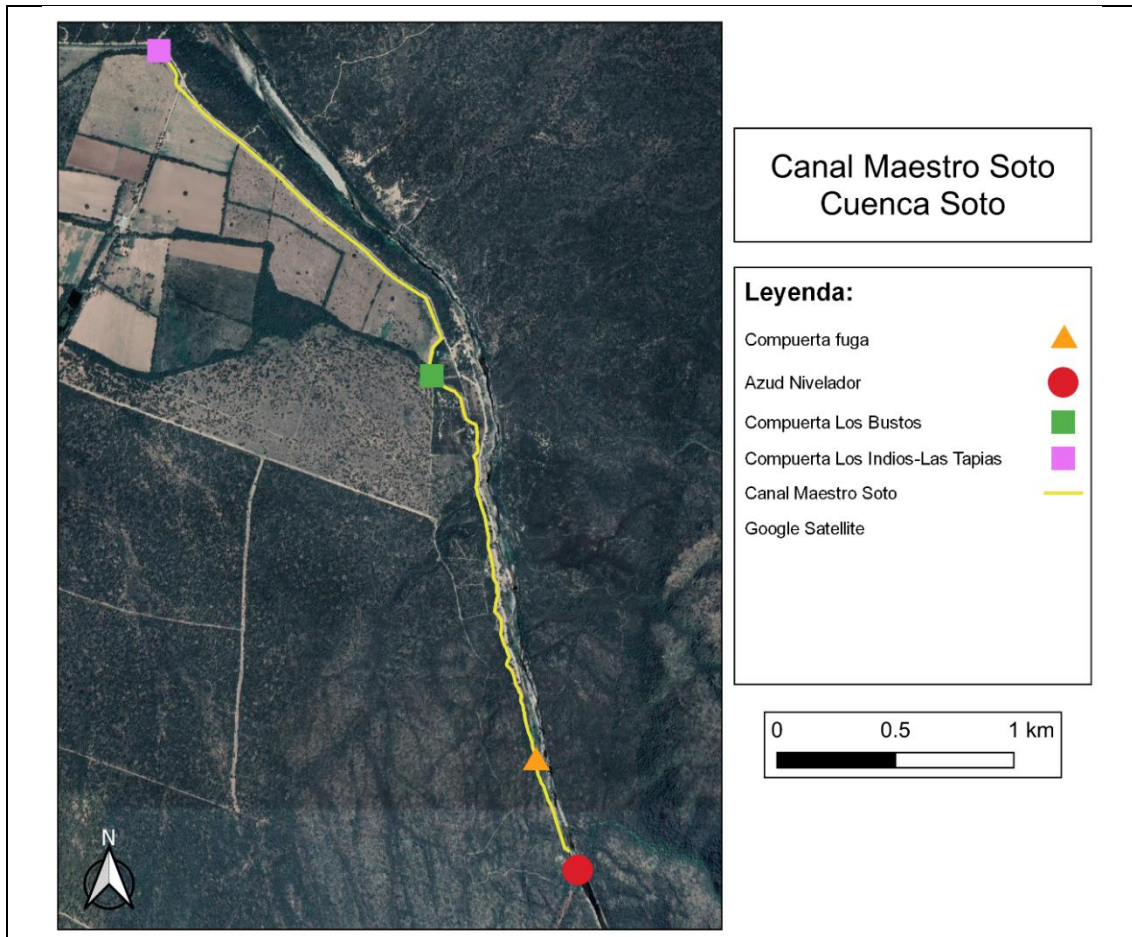 Canal Maestro Soto
Cuenca Soto
Leyenda:
Compuerta fuga
Azud Nivelador
Compuerta Los Bustos
Compuerta Los Indios-Las Tapias
Canal Maestro Soto
Google Satellite
0 0.5 1 km
N